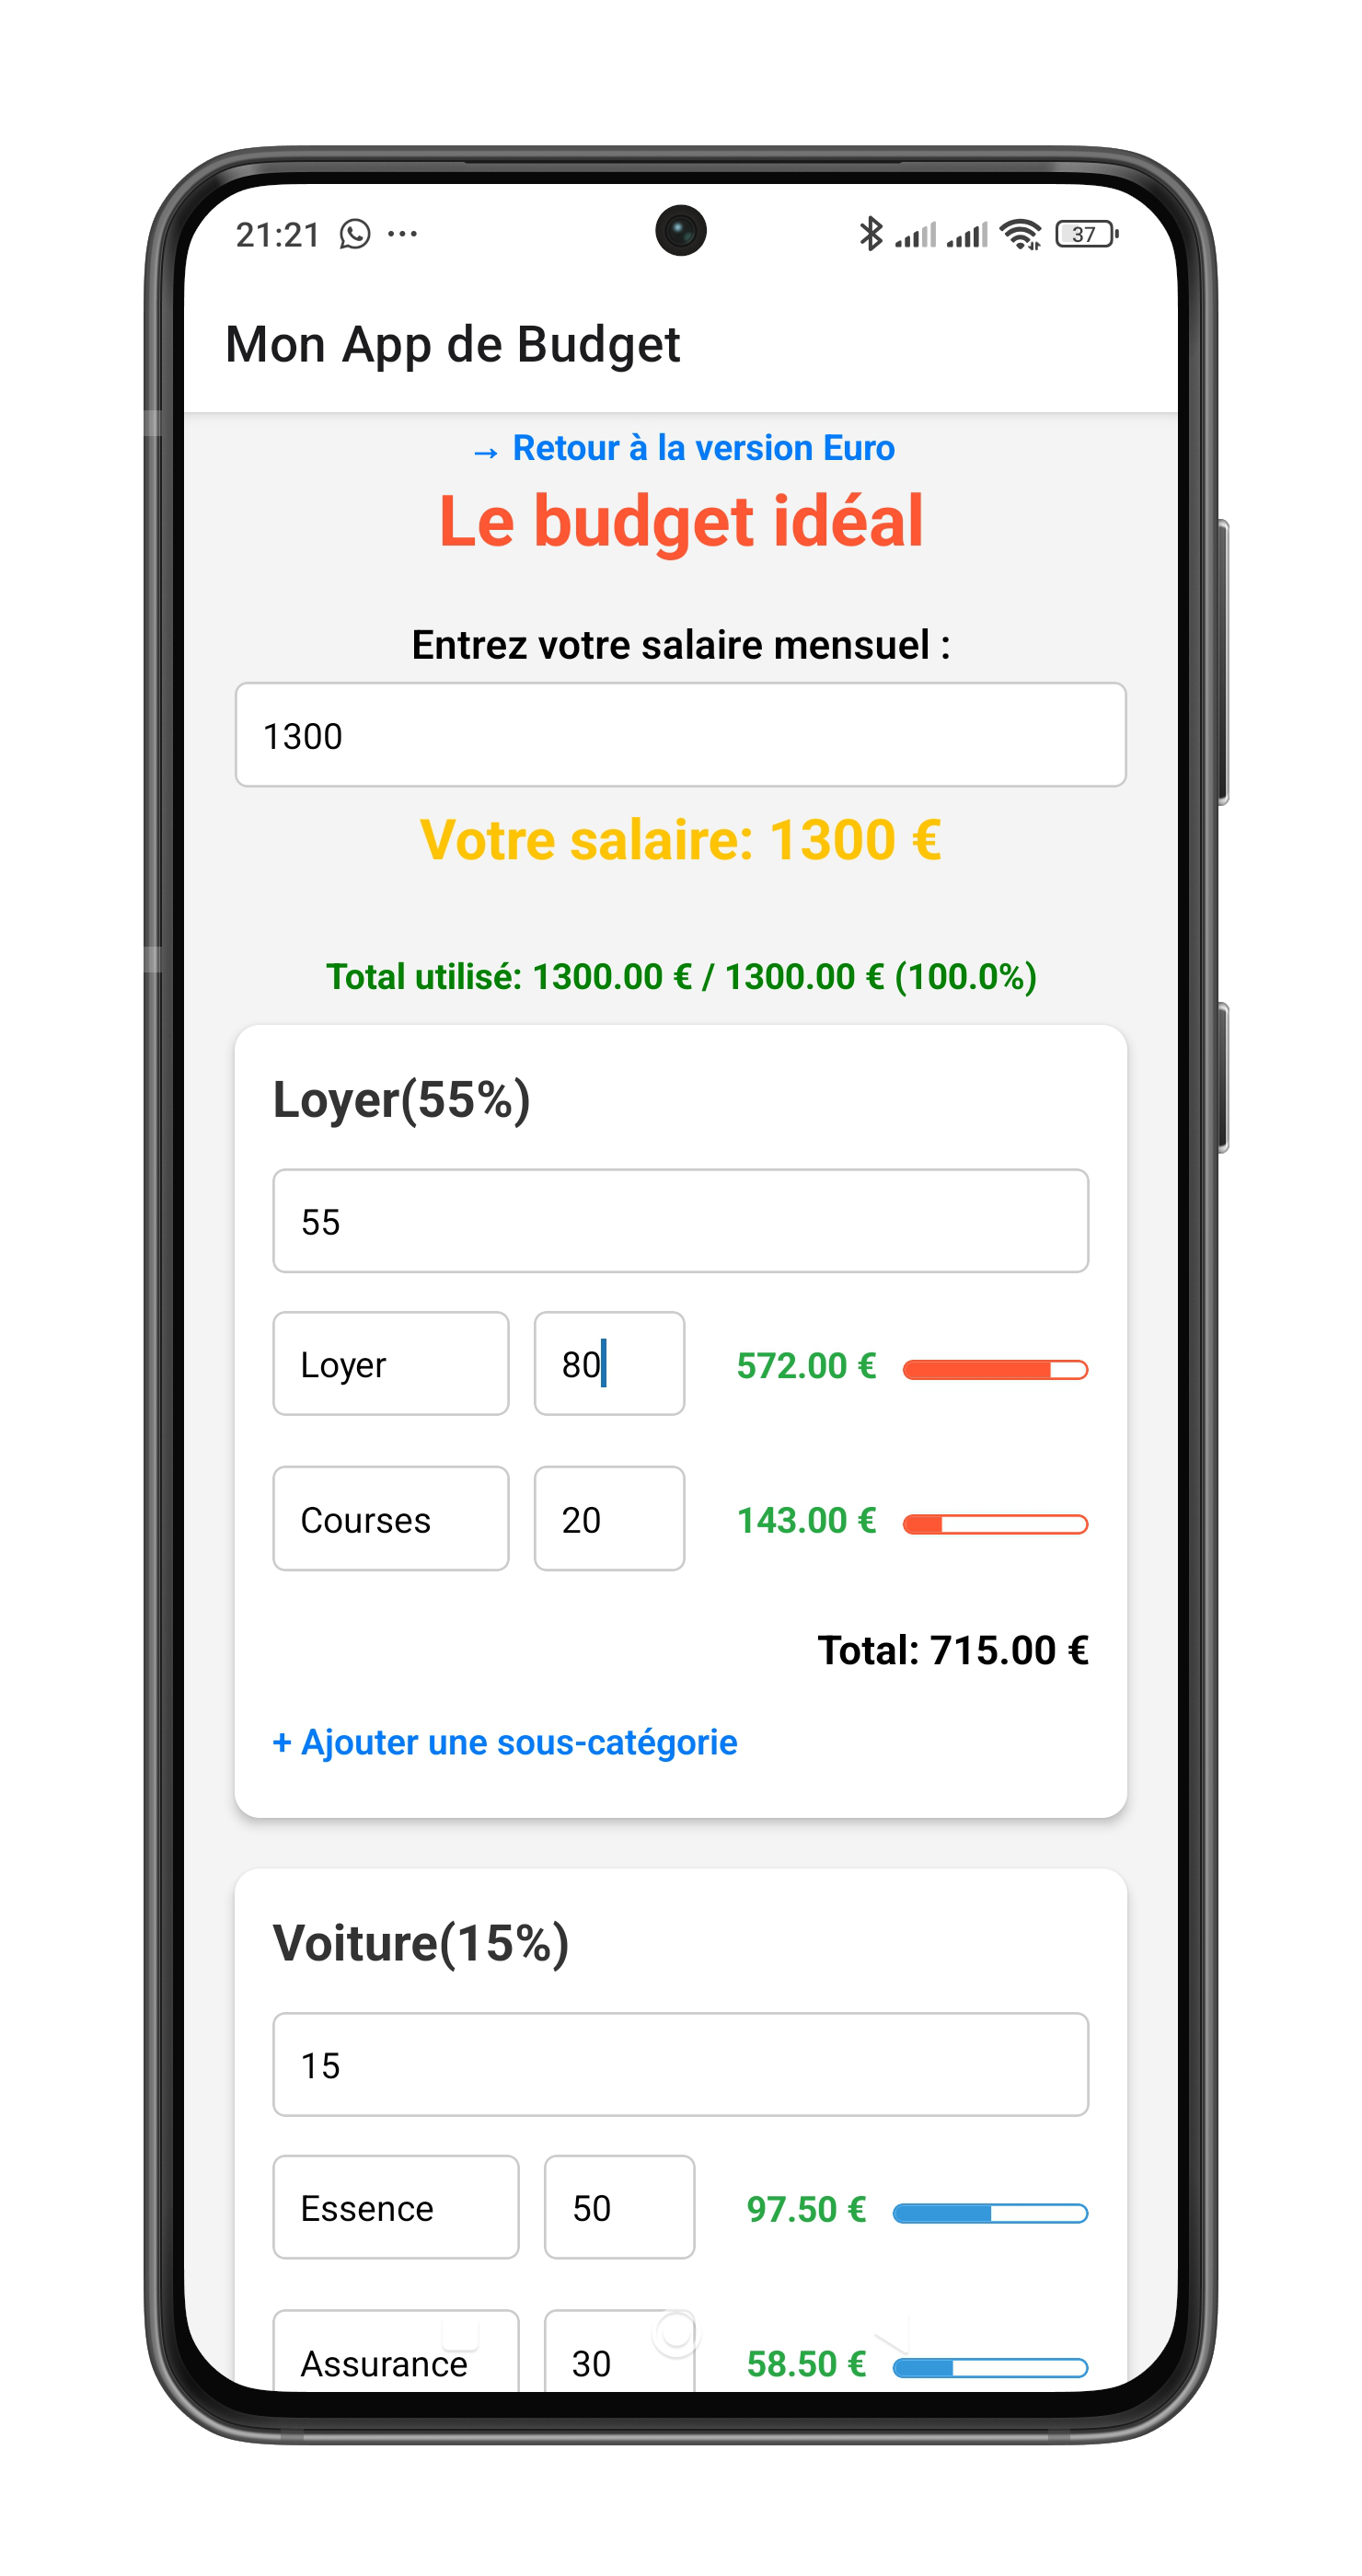 21:21 ... 37
Mon App de Budget
→ Retour à la version Euro
Le budget idéal
Entrez votre salaire mensuel :
1300
Votre salaire: 1300 €
Total utilisé: 1300.00 € / 1300.00 € (100.0%)
Loyer(55%)
55
Loyer 80 572.00 €
Courses 20 143.00 €
Total: 715.00 €
+ Ajouter une sous-catégorie
Voiture(15%)
15
Essence 50 97.50 €
Assurance 30 58.50 €